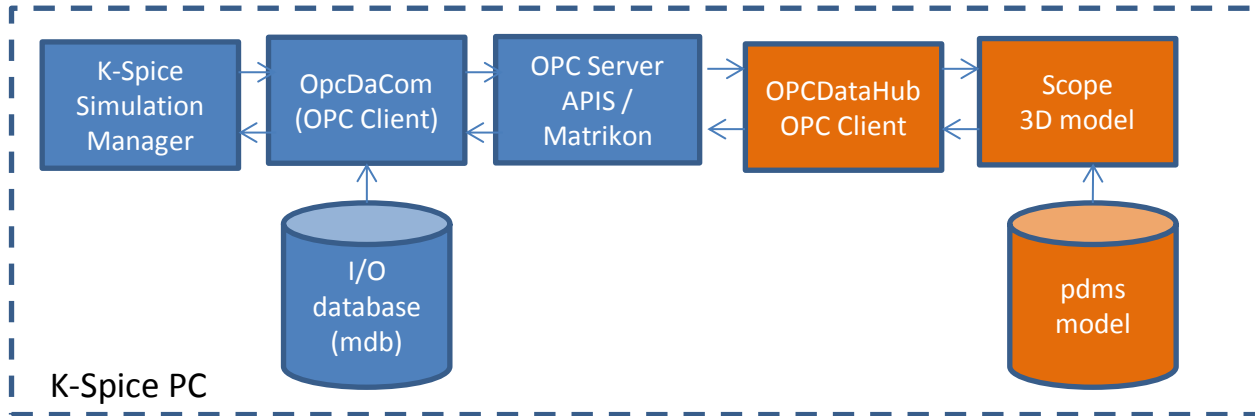 K-Spice
Simulation
Manager
OpcDaCom
(OPC Client)
OPC Server
APIS /
Matrikon
OPCDataHub
OPC Client
Scope
3D model
I/O
database
(mdb)
pdms
model
K-Spice PC